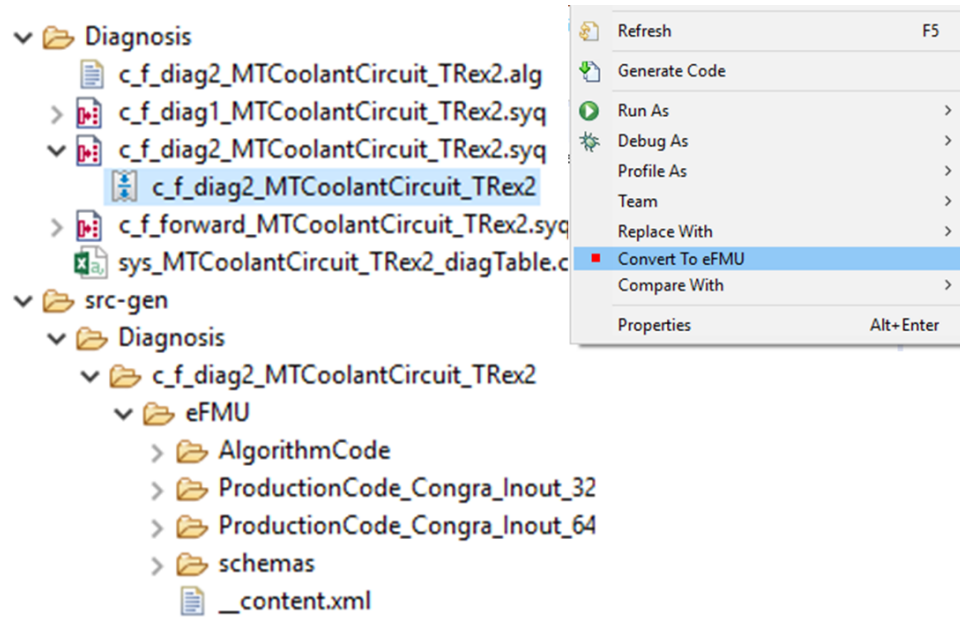 Diagnosis
c_f_diag2_MTCoolantCircuit_TRex2.alg
c_f_diag1_MTCoolantCircuit_TRex2.syq
c_f_diag2_MTCoolantCircuit_TRex2.syq
c_f_diag2_MTCoolantCircuit_TRex2
c_f_forward_MTCoolantCircuit_TRex2.syq
sys_MTCoolantCircuit_TRex2_diagTable.c
src-gen
Diagnosis
c_f_diag2_MTCoolantCircuit_TRex2
eFMU
AlgorithmCode
ProductionCode_Congra_Inout_32
ProductionCode_Congra_Inout_64
schemas
__content.xml
Refresh F5
Generate Code
Run As
Debug As
Profile As
Team
Replace With
Convert To eFMU
Compare With
Properties Alt+Enter